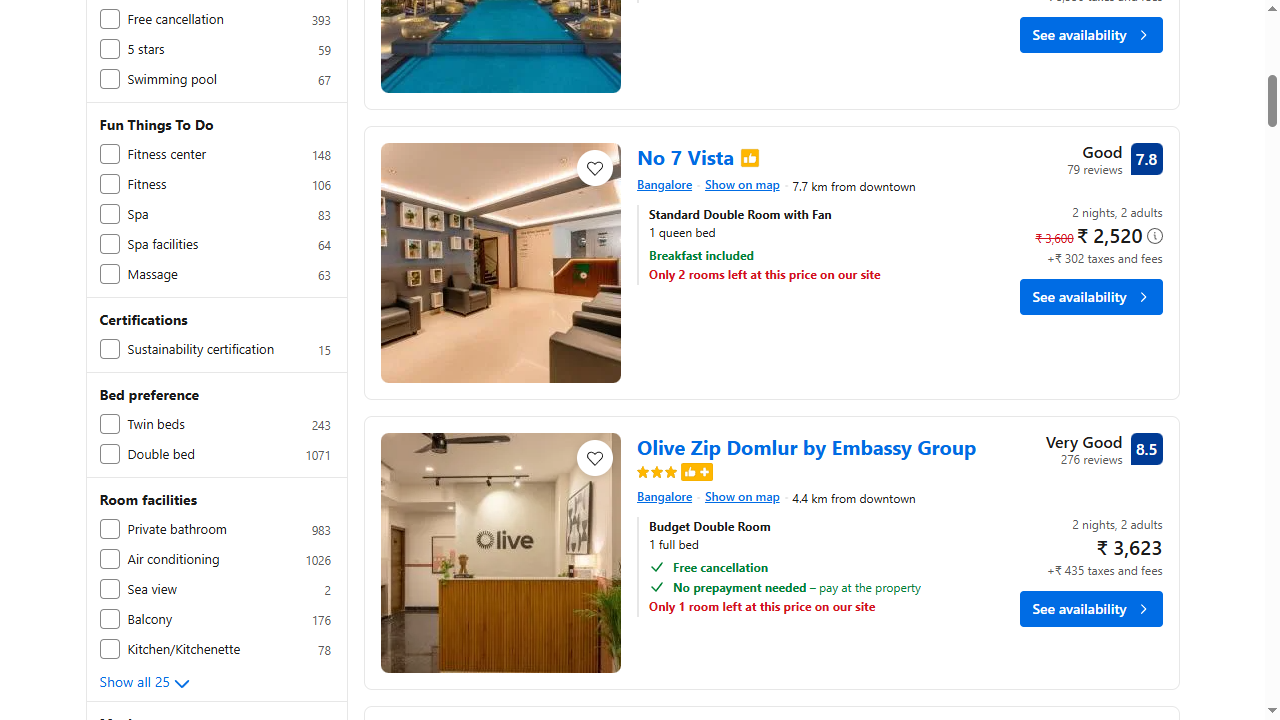 Free cancellation 393
5 stars 59
Swimming pool 67
Fun Things To Do
Fitness center 148
Fitness 106
Spa 83
Spa facilities 64
Massage 63
Certifications
Sustainability certification 15
Bed preference
Twin beds 243
Double bed 1071
Room facilities
Private bathroom 983
Air conditioning 1026
Sea view 2
Balcony 176
Kitchen/Kitchenette 78
Show all 25
See availability
No 7 Vista
Good
79 reviews
7.8
Bangalore Show on map 7.7 km from downtown
Standard Double Room with Fan
1 queen bed
Breakfast included
Only 2 rooms left at this price on our site
2 nights, 2 adults
₹ 3,600 ₹ 2,520
+₹ 302 taxes and fees
See availability
Olive
Olive Zip Domlur by Embassy Group
Very Good
276 reviews
8.5
Bangalore Show on map 4.4 km from downtown
Budget Double Room
1 full bed
Free cancellation
No prepayment needed – pay at the property
Only 1 room left at this price on our site
2 nights, 2 adults
₹ 3,623
+₹ 435 taxes and fees
See availability